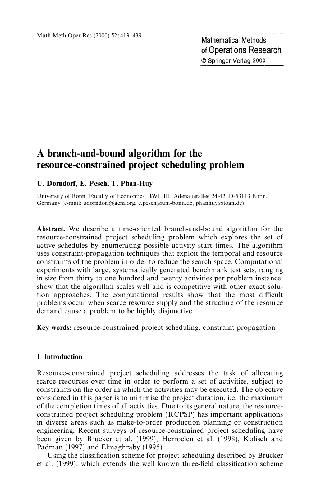 Math Meth Oper Res (2000) 52: 413–439
Mathematical Methods
of Operations Research
© Springer-Verlag 2000
A branch-and-bound algorithm for the
resource-constrained project scheduling problem
U. Dorndorf, E. Pesch, T. Phan-Huy
University of Bonn, Faculty of Economics, BWL III, Adenauerallee 24-42, D-53113 Bonn,
Germany (e-mail:
Abstract. We describe a time-oriented branch-and-bound algorithm for the
resource-constrained project scheduling problem which explores the set of
active schedules by enumerating possible activity start times. The algorithm
uses constraint-propagation techniques that exploit the temporal and resource
constraints of the problem in order to reduce the search space. Computational
experiments with large, systematically generated benchmark test sets, ranging
in size from thirty to one hundred and twenty activities per problem instance,
show that the algorithm scales well and is competitive with other exact solu-
tion approaches. The computational results show that the most difficult
problems occur when scarce resource supply and the structure of the resource
demand cause a problem to be highly disjunctive.
Key words: resource-constrained project scheduling, constraint propagation
1 Introduction
Resource-constrained project scheduling addresses the task of allocating
scarce resources over time in order to perform a set of activities, subject to
constraints on the order in which the activities may be executed. The objective
considered in this paper is to minimize the project duration, i.e. the maximum
of the completion times of all activities. Due to its general nature, the resource-
constrained project scheduling problem (RCPSP) has important applications
in diverse areas such as make-to-order production planning or construction
engineering. Recent surveys of resource-constrained project scheduling have
been given by Brucker et al. (1999), Herroelen et al. (1998), Kolisch and
Padman (1997) and Elmaghraby (1995).
Using the classification scheme for project scheduling described by Brucker
et al. (1999), which extends the well known three-field classification scheme